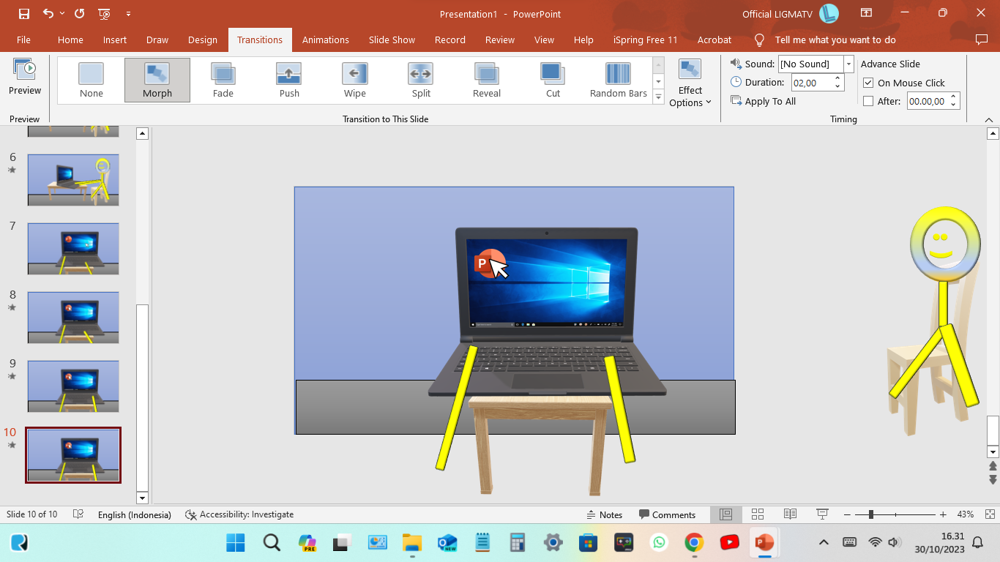 Presentation1 - PowerPoint
Official LIGMATV
File Home Insert Draw Design Transitions Animations Slide Show Record Review View Help iSpring Free 11 Acrobat Tell me what you want to do
Preview
None Morph Fade Push Wipe Split Reveal Cut Random Bars
Effect Options
Sound: [No Sound]
Duration: 02,00
Apply To All
Advance Slide
On Mouse Click
After: 00.00,00
Preview
Transition to This Slide
Timing
6
7
8
9
10
P
Slide 10 of 10
English (Indonesia)
Accessibility: Investigate
Notes
Comments
43%
PRE
NEW
16.31
30/10/2023